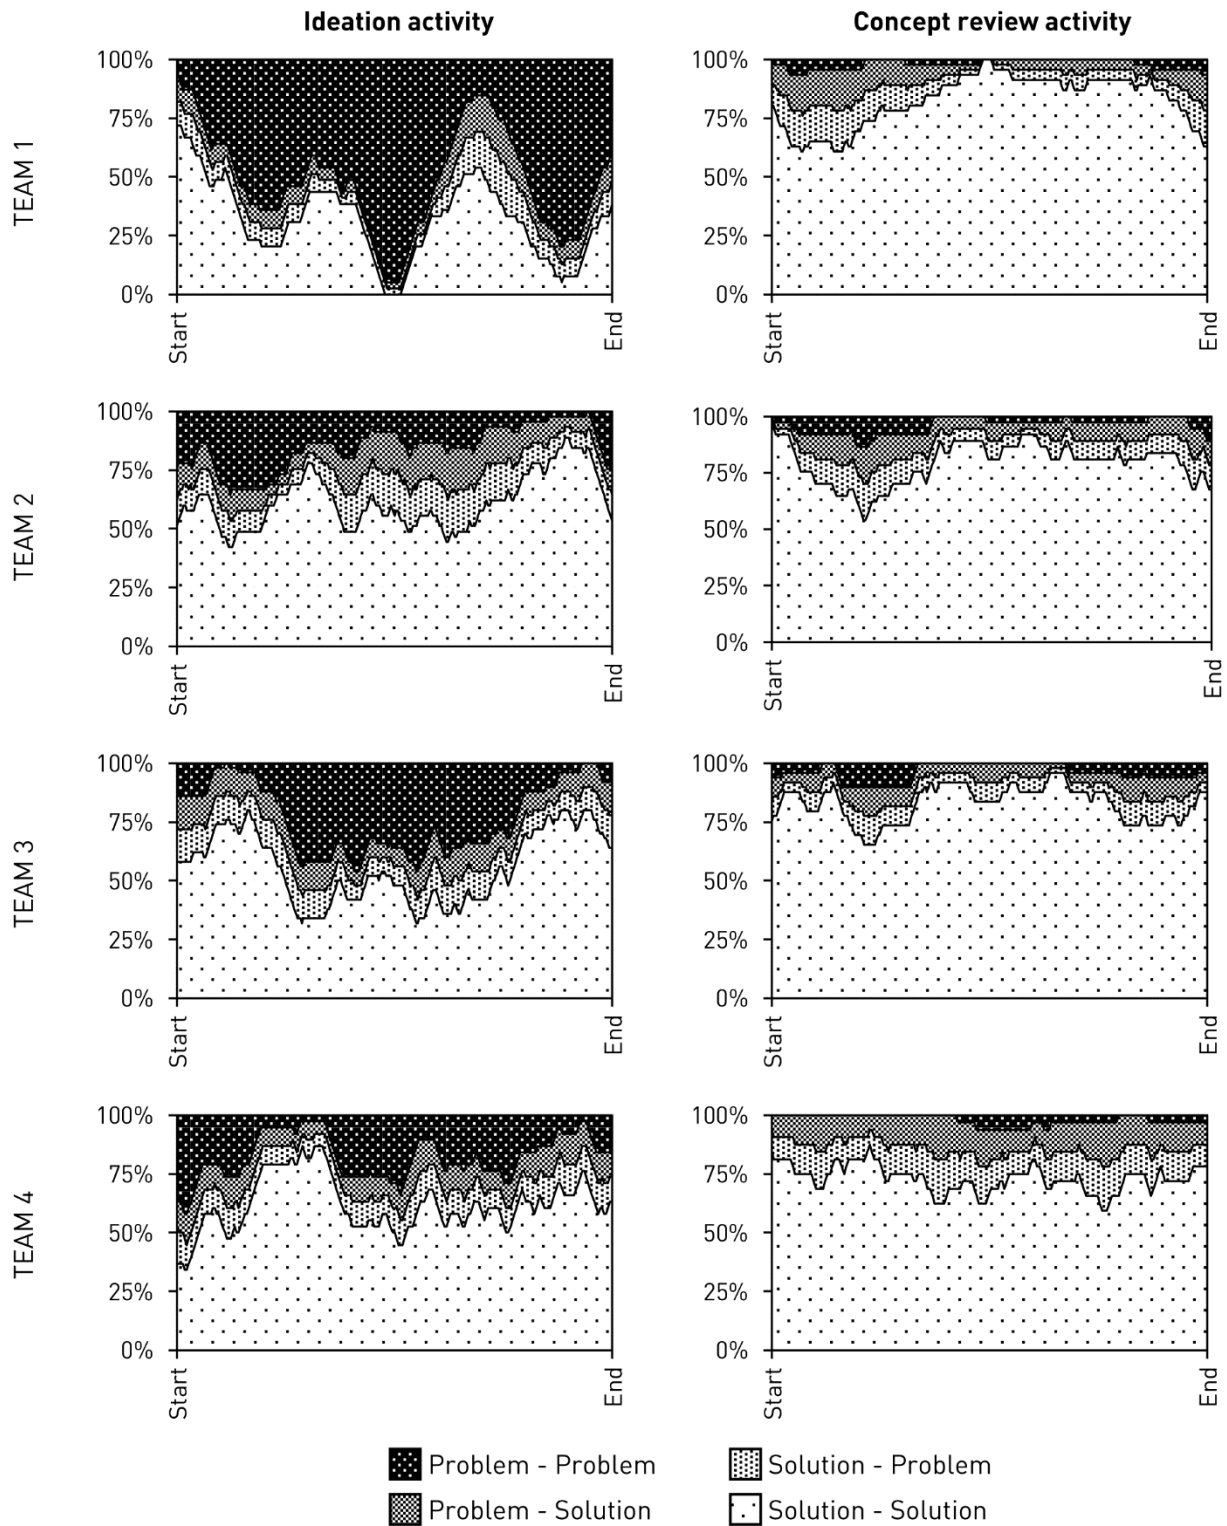 Ideation activity
Concept review activity
TEAM 1
100%
75%
50%
25%
0%
Start
End
100%
75%
50%
25%
0%
Start
End
TEAM 2
100%
75%
50%
25%
0%
Start
End
100%
75%
50%
25%
0%
Start
End
TEAM 3
100%
75%
50%
25%
0%
Start
End
100%
75%
50%
25%
0%
Start
End
TEAM 4
100%
75%
50%
25%
0%
Start
End
100%
75%
50%
25%
0%
Start
End
Problem - Problem
Solution - Problem
Problem - Solution
Solution - Solution